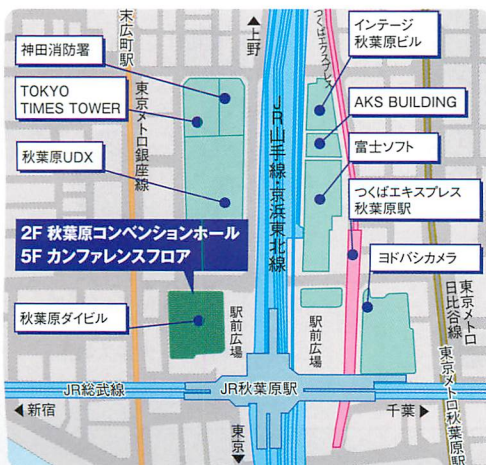 末広町駅
▲上野
つくばエクスプレス
インテージ
秋葉原ビル
神田消防署
TOKYO
TIMES TOWER
東京メトロ銀座線
JR山手線・京浜東北線
AKS BUILDING
秋葉原UDX
富士ソフト
つくばエキスプレス
秋葉原駅
2F 秋葉原コンベンションホール
5F カンファレンスフロア
ヨドバシカメラ
東京メトロ
日比谷線
秋葉原ダイビル
駅前広場
駅前広場
東京メトロ秋葉原駅
JR総武線
JR秋葉原駅
◀新宿
千葉▶
東京▼